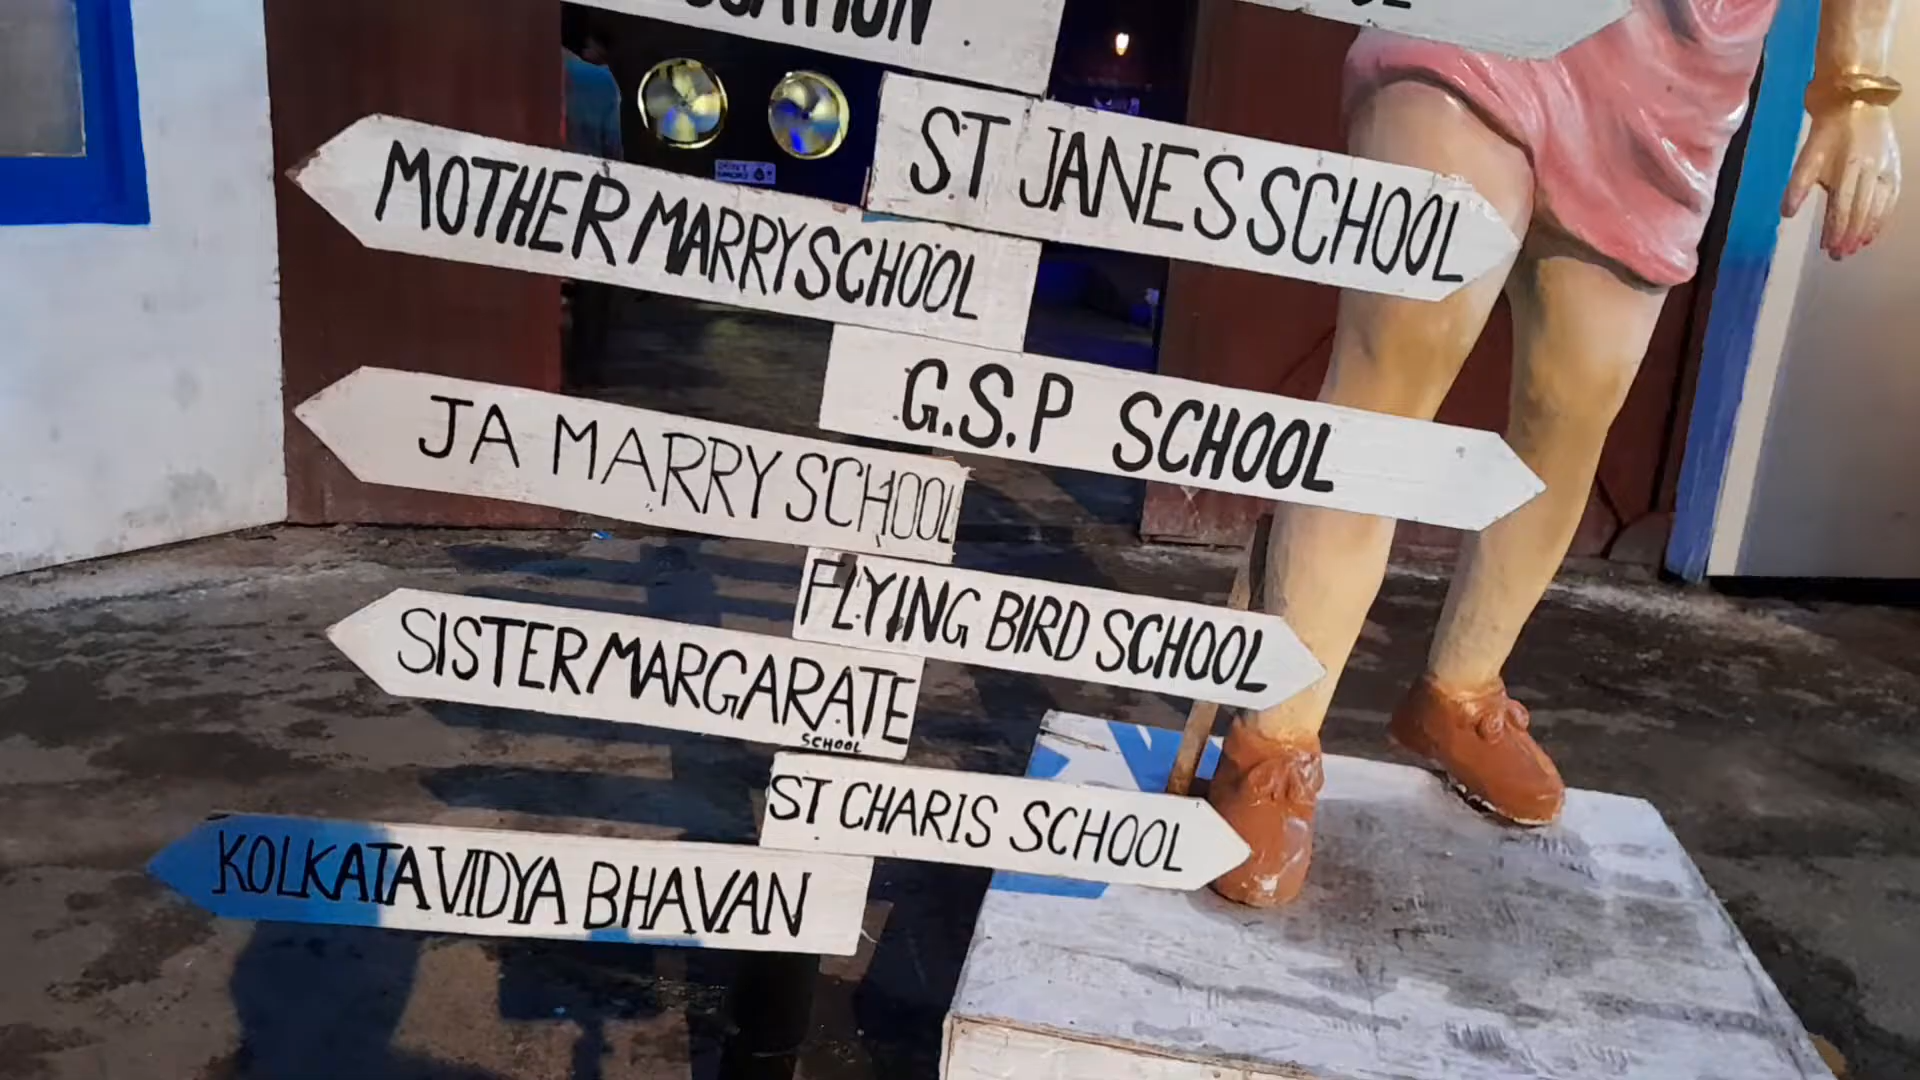 ST JANES SCHOOL
MOTHER MARRY SCHOOL
G.S.P SCHOOL
JA MARRY SCHOOL
FLYING BIRD SCHOOL
SISTER MARGARATE
SCHOOL
ST CHARIS SCHOOL
KOLKATA VIDYA BHAVAN